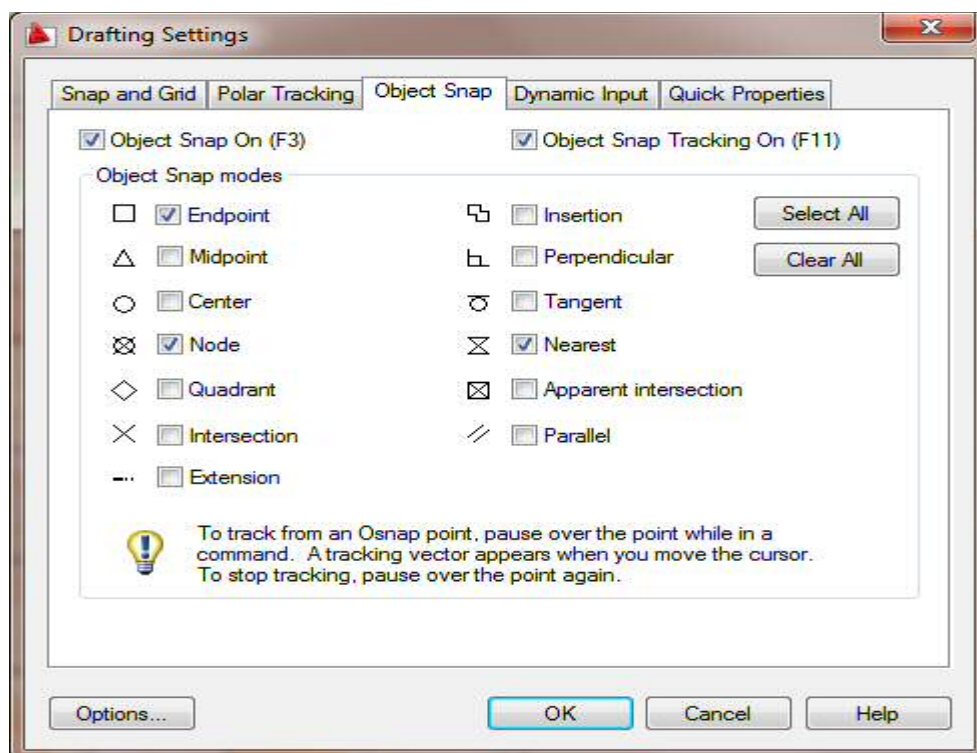 Drafting Settings
Snap and Grid Polar Tracking Object Snap Dynamic Input Quick Properties
Object Snap On (F3) Object Snap Tracking On (F11)
Object Snap modes
Endpoint Insertion Select All
Midpoint Perpendicular Clear All
Center Tangent
Node Nearest
Quadrant Apparent intersection
Intersection Parallel
Extension
To track from an Osnap point, pause over the point while in a
command. A tracking vector appears when you move the cursor.
To stop tracking, pause over the point again.
Options... OK Cancel Help